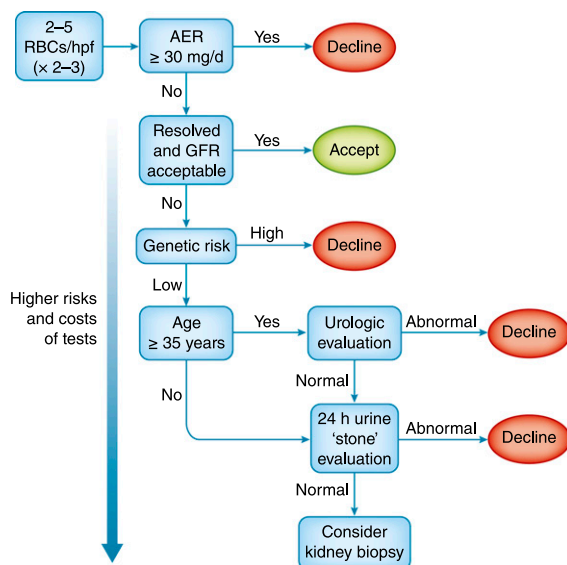 2–5
RBCs/hpf
(× 2–3)
AER
≥ 30 mg/d
Yes
Decline
No
Resolved
and GFR
acceptable
Yes
Accept
No
Genetic risk
High
Decline
Low
Higher risks
and costs
of tests
Age
≥ 35 years
Yes
Urologic
evaluation
Abnormal
Decline
No
Normal
24 h urine
‘stone’
evaluation
Abnormal
Decline
Normal
Consider
kidney biopsy